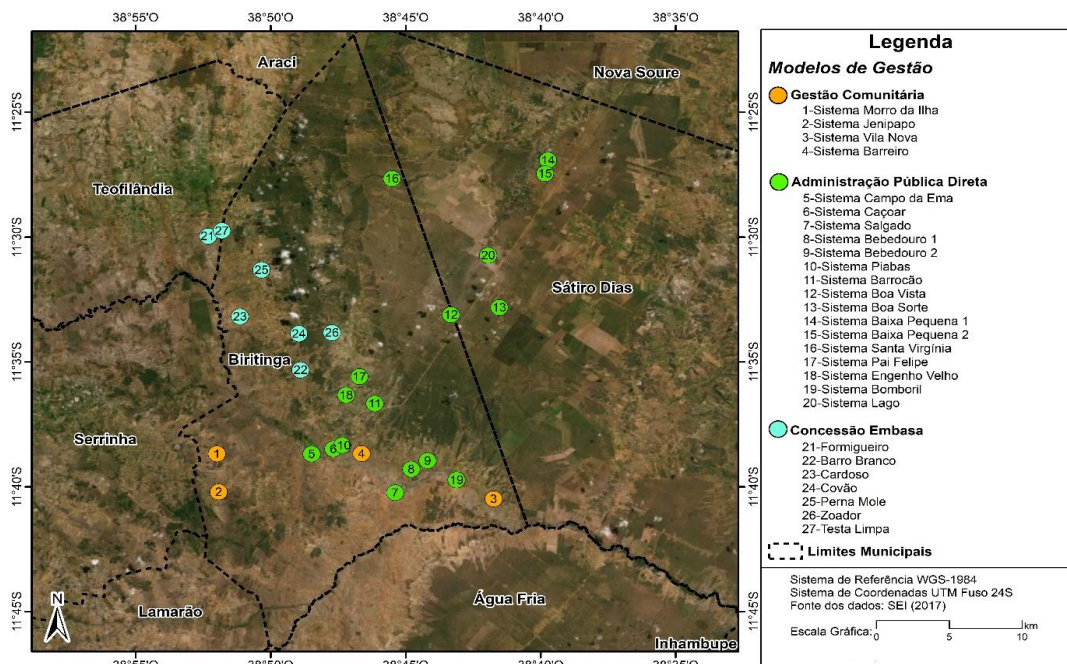 38°55'O 38°50'O 38°45'O 38°40'O 38°35'O
11°25'S
11°30'S
11°35'S
11°40'S
11°45'S
Araci
Nova Soure
Teofilândia
Sátiro Dias
Biritinga
Serrinha
Lamarão
Água Fria
Inhambupe
14
15
16
27
21
20
25
13
12
23
24
26
22
17
18
11
10
6
5
1
4
9
8
19
2
7
3
N
11°25'S
11°30'S
11°35'S
11°40'S
11°45'S
38°55'O 38°50'O 38°45'O 38°40'O 38°35'O
Legenda
Modelos de Gestão
Gestão Comunitária
1-Sistema Morro da Ilha
2-Sistema Jenipapo
3-Sistema Vila Nova
4-Sistema Barreiro
Administração Pública Direta
5-Sistema Campo da Ema
6-Sistema Caçoar
7-Sistema Salgado
8-Sistema Bebedouro 1
9-Sistema Bebedouro 2
10-Sistema Piabas
11-Sistema Barrocão
12-Sistema Boa Vista
13-Sistema Boa Sorte
14-Sistema Baixa Pequena 1
15-Sistema Baixa Pequena 2
16-Sistema Santa Virgínia
17-Sistema Pai Felipe
18-Sistema Engenho Velho
19-Sistema Bomboril
20-Sistema Lago
Concessão Embasa
21-Formigueiro
22-Barro Branco
23-Cardoso
24-Covão
25-Perna Mole
26-Zoador
27-Testa Limpa
Limites Municipais
Sistema de Referência WGS-1984
Sistema de Coordenadas UTM Fuso 24S
Fonte dos dados: SEI (2017)
Escala Gráfica: 0 5 10 km